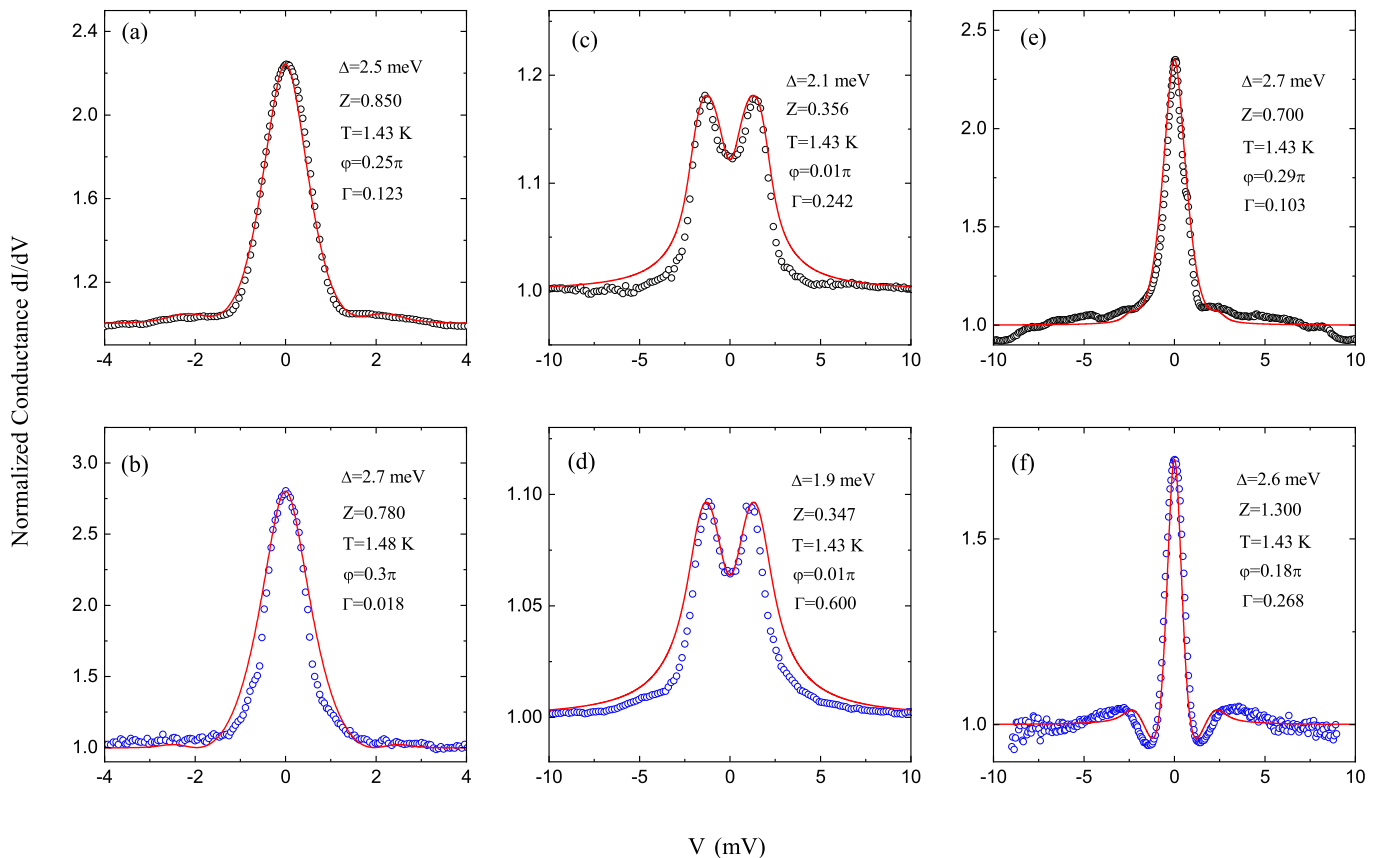 Normalized Conductance dI/dV
(a)
Δ=2.5 meV
Z=0.850
T=1.43 K
φ=0.25π
Γ=0.123
2.4
2.0
1.6
1.2
-4 -2 0 2 4
(c)
Δ=2.1 meV
Z=0.356
T=1.43 K
φ=0.01π
Γ=0.242
1.2
1.1
1.0
-10 -5 0 5 10
(e)
Δ=2.7 meV
Z=0.700
T=1.43 K
φ=0.29π
Γ=0.103
2.5
2.0
1.5
1.0
-10 -5 0 5 10
(b)
Δ=2.7 meV
Z=0.780
T=1.48 K
φ=0.3π
Γ=0.018
3.0
2.5
2.0
1.5
1.0
-4 -2 0 2 4
(d)
Δ=1.9 meV
Z=0.347
T=1.43 K
φ=0.01π
Γ=0.600
1.10
1.05
1.00
-10 -5 0 5 10
(f)
Δ=2.6 meV
Z=1.300
T=1.43 K
φ=0.18π
Γ=0.268
1.5
1.0
-10 -5 0 5 10
V (mV)